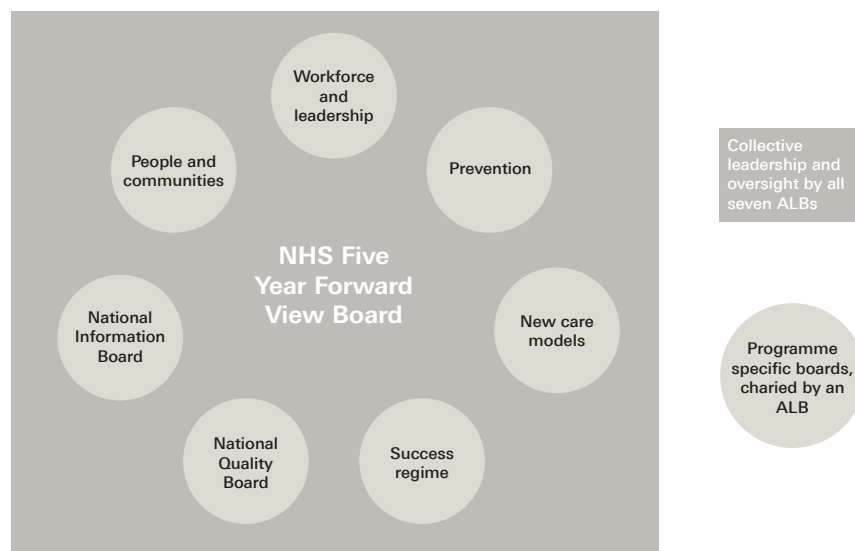 Workforce
and
leadership
People and
communities
Prevention
NHS Five
Year Forward
View Board
National
Information
Board
New care
models
National
Quality
Board
Success
regime
Collective
leadership and
oversight by all
seven ALBs
Programme
specific boards,
charied by an
ALB